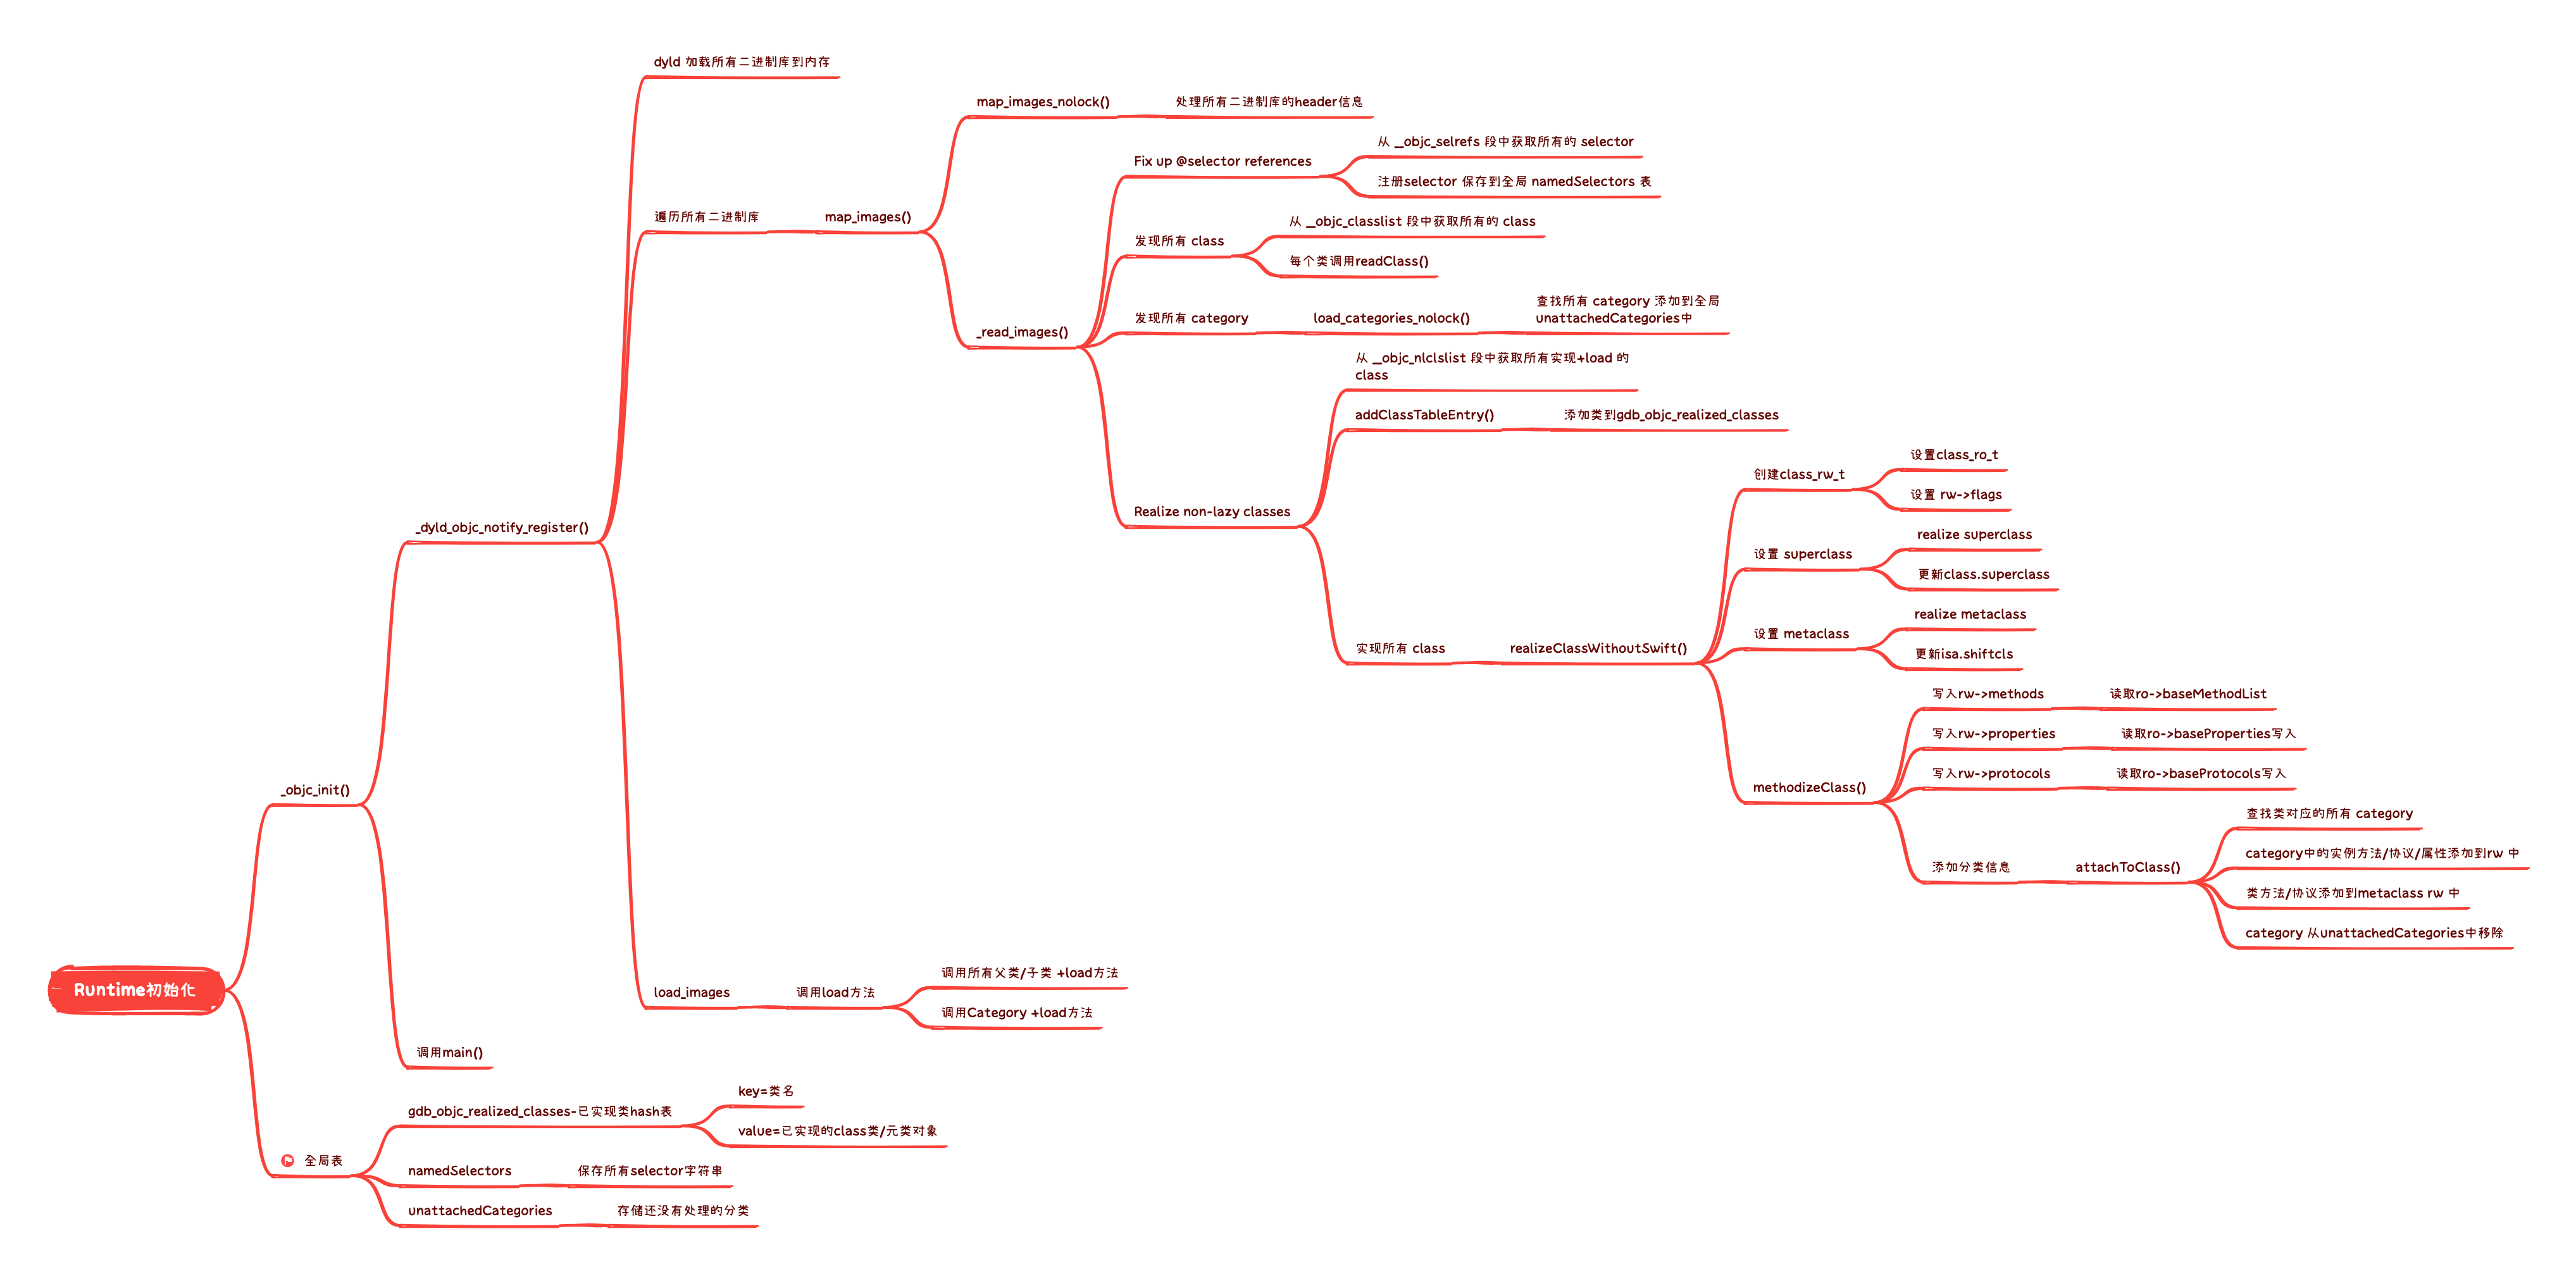 Runtime初始化
_objc_init()
_dyld_objc_notify_register()
dyld 加载所有二进制库到内存
遍历所有二进制库
map_images()
map_images_nolock()
处理所有二进制库的header信息
_read_images()
Fix up @selector references
从 __objc_selrefs 段中获取所有的 selector
注册selector 保存到全局 namedSelectors 表
发现所有 class
从 __objc_classlist 段中获取所有的 class
每个类调用readClass()
发现所有 category
load_categories_nolock()
查找所有 category 添加到全局
unattachedCategories中
Realize non-lazy classes
从 __objc_nlclslist 段中获取所有实现+load 的
class
addClassTableEntry()
添加类到gdb_objc_realized_classes
实现所有 class
realizeClassWithoutSwift()
创建class_rw_t
设置class_ro_t
设置 rw->flags
设置 superclass
realize superclass
更新class.superclass
设置 metaclass
realize metaclass
更新isa.shiftcls
methodizeClass()
写入rw->methods
读取ro->baseMethodList
写入rw->properties
读取ro->baseProperties写入
写入rw->protocols
读取ro->baseProtocols写入
添加分类信息
attachToClass()
查找类对应的所有 category
category中的实例方法/协议/属性添加到rw 中
类方法/协议添加到metaclass rw 中
category 从unattachedCategories中移除
load_images
调用load方法
调用所有父类/子类 +load方法
调用Category +load方法
调用main()
全局表
gdb_objc_realized_classes-已实现类hash表
key=类名
value=已实现的class类/元类对象
namedSelectors
保存所有selector字符串
unattachedCategories
存储还没有处理的分类